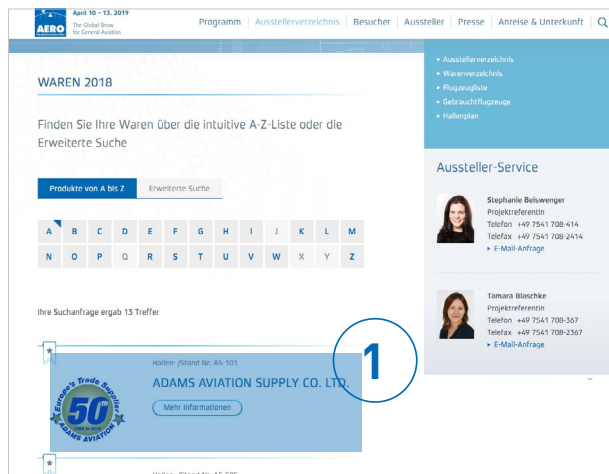 AERO
April 10 - 13. 2019
The Global Show
for General Aviation
Programm
Ausstellerverzeichnis
Besucher
Aussteller
Presse
Anreise & Unterkunft
WAREN 2018
Finden Sie Ihre Waren über die intuitive A-Z-Liste oder die
Erweiterte Suche
Produkte von A bis Z
Erweiterte Suche
A B C D E F G H I J K L M
N O P Q R S T U V W X Y Z
Ihre Suchanfrage ergab 13 Treffer
Hallen-/Stand Nr. A5-101
ADAMS AVIATION SUPPLY CO. LTD.
Mehr Informationen
Europe's Trade Supplier
50
ADAMS AVIATION
1
Ausstellerverzeichnis
Warenverzeichnis
Flugzeugliste
Gebrauchtflugzeuge
Hallenplan
Aussteller-Service
Stephanie Beiswenger
Projektreferentin
Telefon +49 7541 708-414
Telefax +49 7541 708-2414
E-Mail-Anfrage
Tamara Blaschke
Projektreferentin
Telefon +49 7541 708-367
Telefax +49 7541 708-2367
E-Mail-Anfrage